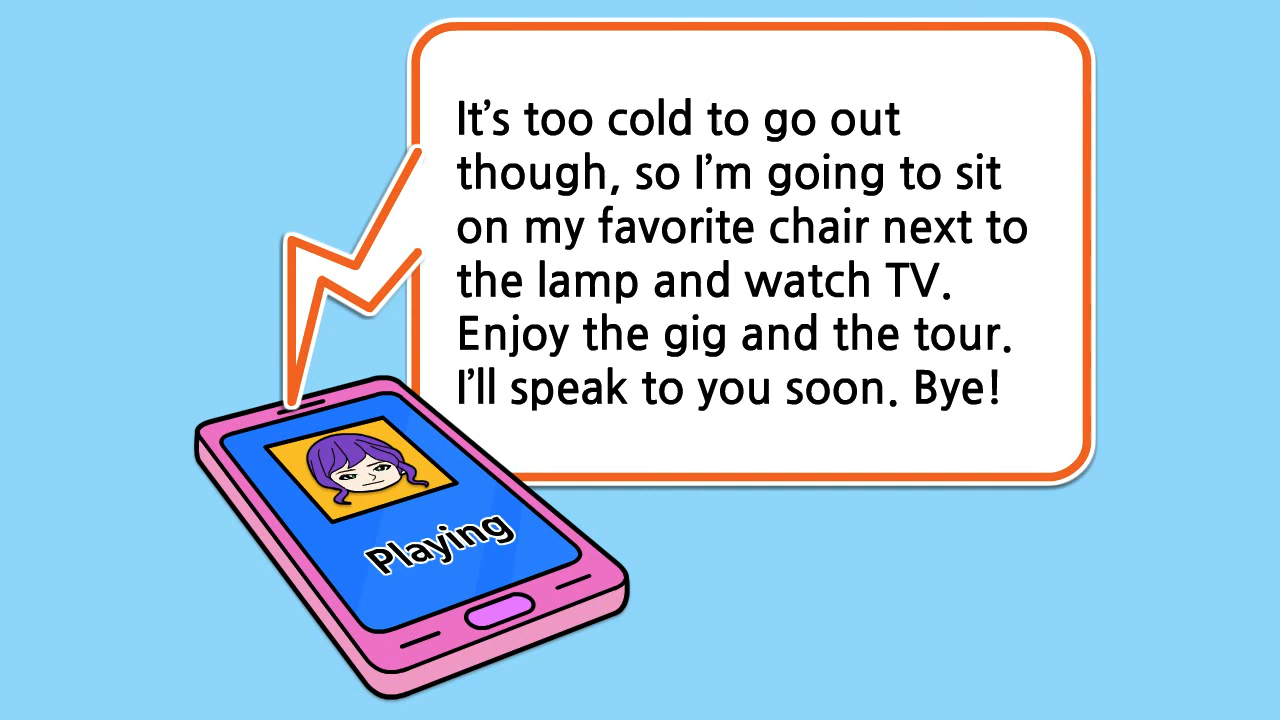 It’s too cold to go out
though, so I’m going to sit
on my favorite chair next to
the lamp and watch TV.
Enjoy the gig and the tour.
I’ll speak to you soon. Bye!
Playing